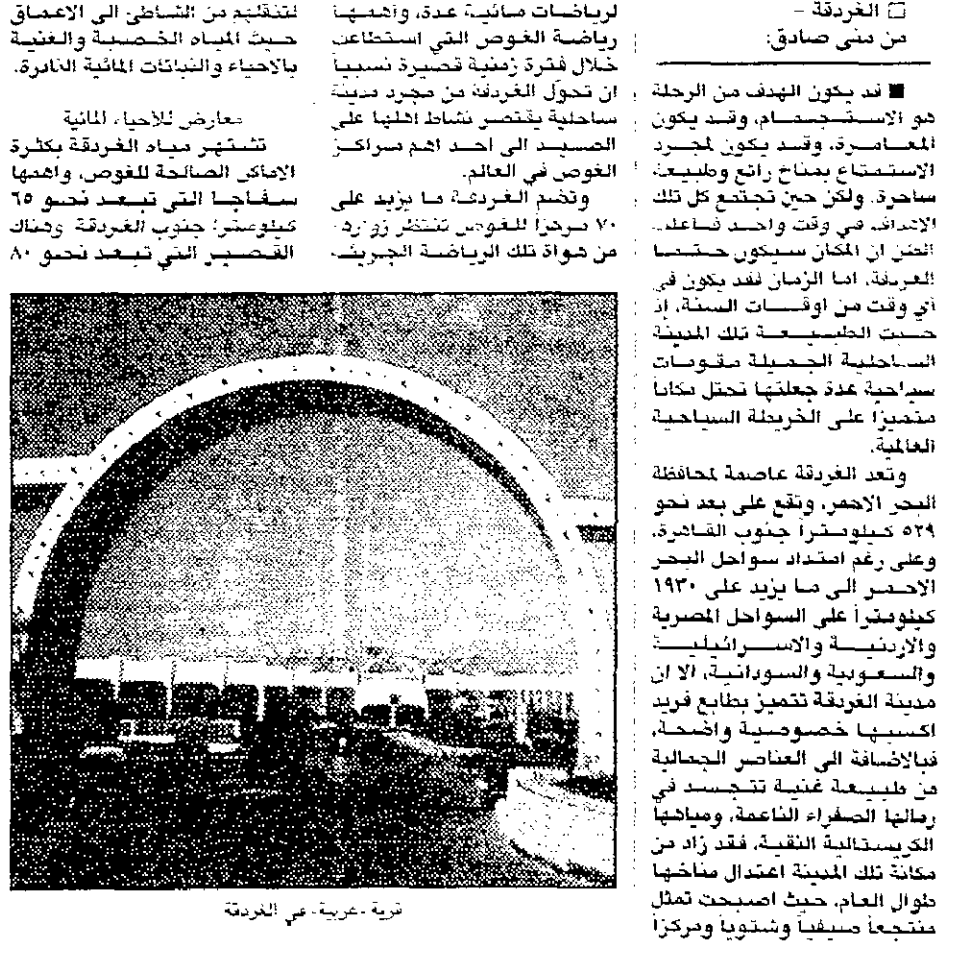 □ الغردقة –
من منى صادق:
■ قد يكون الهدف من الرحلة
هو الاستجمام، وقد يكون
المغامرة، وقد يكون لمجرد
الاستمتاع بمناخ رائع وطبيعة
ساحرة. ولكن حين تجتمع كل تلك
الاهداف في وقت واحد فاغلب
الظن ان المكان سيكون حتما
الغردقة، اما الزمان فقد يكون في
أي وقت من اوقات السنة، إذ
حبت الطبيعة تلك المدينة
الساحلية الجميلة مقومات
سياحية عدة جعلتها تحتل مكاناً
متميزاً على الخريطة السياحية
العالمية.
وتعد الغردقة عاصمة لمحافظة
البحر الاحمر، وتقع على بعد نحو
٥٢٩ كيلومتراً جنوب القاهرة،
وعلى رغم امتداد سواحل البحر
الاحمر الى ما يزيد على ١٩٣٠
كيلومتراً على السواحل المصرية
والاردنية والاسرائيلية
والسعودية والسودانية، الا ان
مدينة الغردقة تتميز بطابع فريد
اكسبها خصوصية واضحة،
فبالاضافة الى العناصر الجمالية
من طبيعة غنية تتجسد في
رمالها الصفراء الناعمة، ومياهها
الكريستالية النقية، فقد زاد من
مكانة تلك المدينة اعتدال مناخها
طوال العام، حيث اصبحت تمثل
منتجعاً صيفياً وشتوياً ومركزاً
لرياضات مائية عدة، واهمها
رياضة الغوص التي استطاعت
خلال فترة زمنية قصيرة نسبياً
ان تحول الغردقة من مجرد مدينة
ساحلية يقتصر نشاط اهلها على
الصيد الى احد اهم مراكز
الغوص في العالم.
وتضم الغردقة ما يزيد على
٧٠ مركزاً للغوص تنتظر زوارها
من هواة تلك الرياضة الجريئة
لتنقلهم من الشاطئ الى الاعماق
حيث المياه الخصبة والغنية
بالاحياء والنباتات المائية النادرة.
معارض للاحياء المائية
تشتهر مياه الغردقة بكثرة
الاماكن الصالحة للغوص، واهمها
سفاجا التي تبعد نحو ٦٥
كيلومتراً جنوب الغردقة وهناك
القصير التي تبعد نحو ٨٠
قرية «عربية» في الغردقة